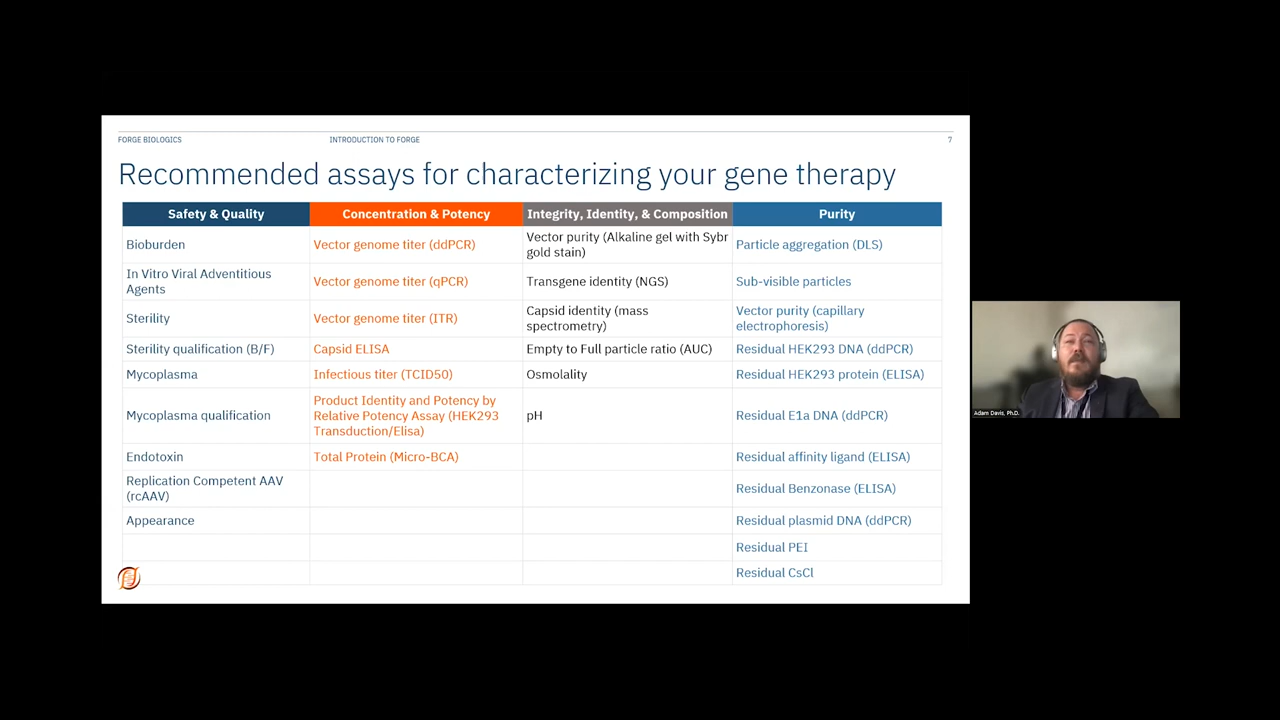 FORGE BIOLOGICS
INTRODUCTION TO FORGE
7
Recommended assays for characterizing your gene therapy
Safety & Quality
Concentration & Potency
Integrity, Identity, & Composition
Purity
Bioburden
Vector genome titer (ddPCR)
Vector purity (Alkaline gel with Sybr
gold stain)
Particle aggregation (DLS)
In Vitro Viral Adventitious
Agents
Vector genome titer (qPCR)
Transgene identity (NGS)
Sub-visible particles
Sterility
Vector genome titer (ITR)
Capsid identity (mass
spectrometry)
Vector purity (capillary
electrophoresis)
Sterility qualification (B/F)
Capsid ELISA
Empty to Full particle ratio (AUC)
Residual HEK293 DNA (ddPCR)
Mycoplasma
Infectious titer (TCID50)
Osmolality
Residual HEK293 protein (ELISA)
Mycoplasma qualification
Product Identity and Potency by
Relative Potency Assay (HEK293
Transduction/Elisa)
pH
Residual E1a DNA (ddPCR)
Endotoxin
Total Protein (Micro-BCA)
Residual affinity ligand (ELISA)
Replication Competent AAV
(rcAAV)
Residual Benzonase (ELISA)
Appearance
Residual plasmid DNA (ddPCR)
Residual PEI
Residual CsCl
Adam Davis, Ph.D.